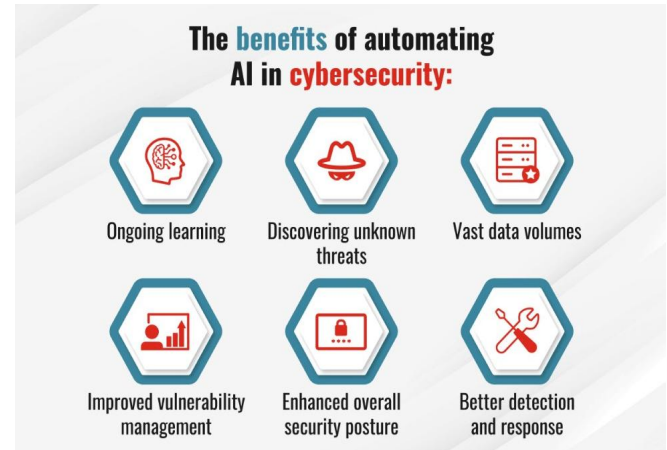 The benefits of automating
AI in cybersecurity:
Ongoing learning
Discovering unknown
threats
Vast data volumes
Improved vulnerability
management
Enhanced overall
security posture
Better detection
and response